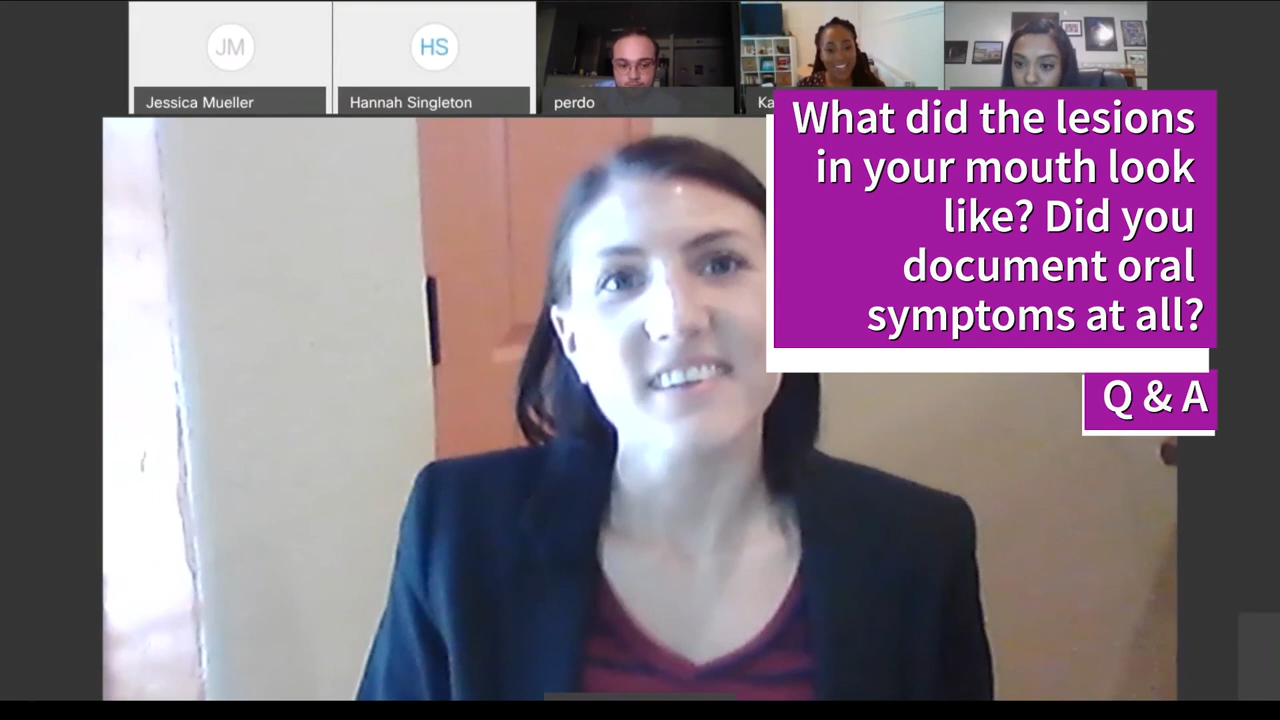 JM
HS
Jessica Mueller
Hannah Singleton
perdo
Ka
What did the lesions
in your mouth look
like? Did you
document oral
symptoms at all?
Q & A